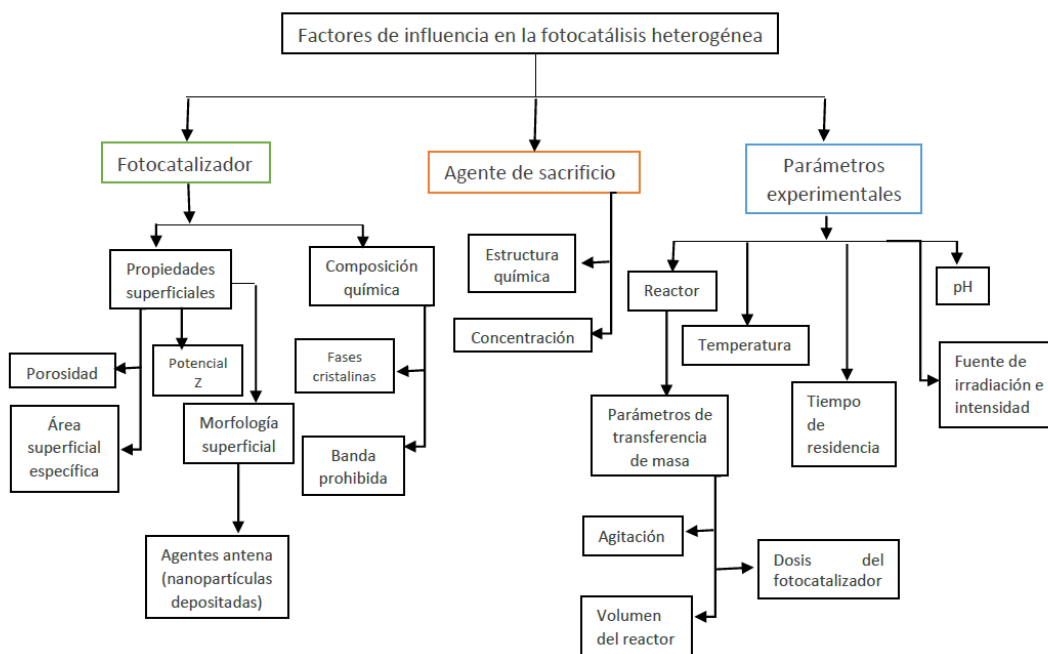 Factores de influencia en la fotocatálisis heterogénea
Fotocatalizador
Agente de sacrificio
Parámetros
experimentales
Propiedades
superficiales
Composición
química
Estructura
química
Reactor
pH
Concentración
Temperatura
Porosidad
Potencial
Z
Fases
cristalinas
Fuente de
irradiación e
intensidad
Área
superficial
específica
Morfología
superficial
Banda
prohibida
Parámetros de
transferencia
de masa
Tiempo
de
residencia
Agitación
Dosis del
fotocatalizador
Agentes antena
(nanopartículas
depositadas)
Volumen
del reactor